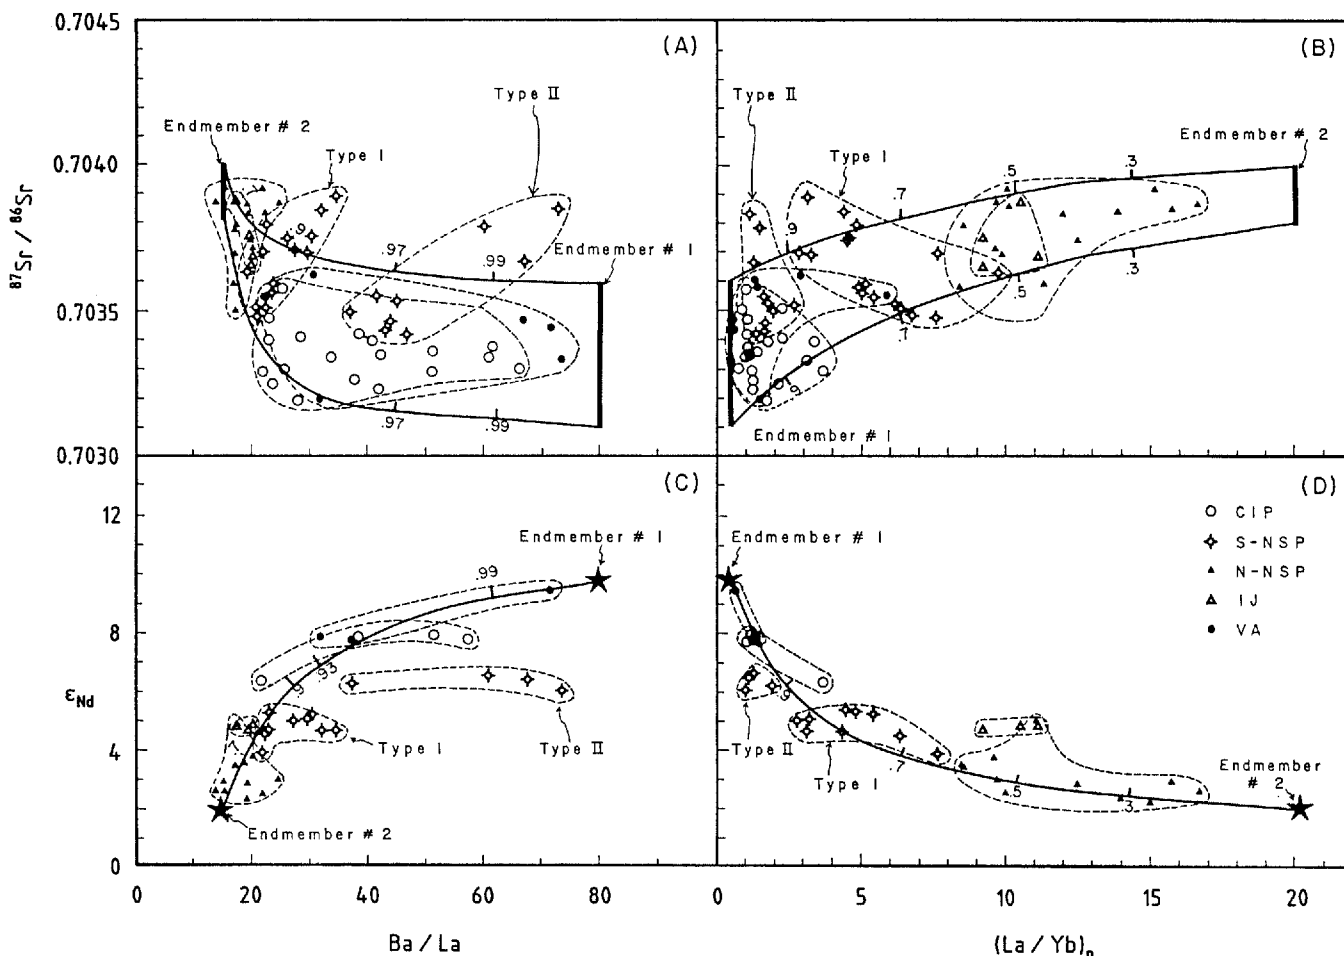 0.7045
0.7040
0.7035
0.7030
87Sr / 86Sr
(A)
Type II
Endmember # 2
Type I
Endmember # 1
.9
.97
.99
.97
.99
(B)
Type II
Type I
Endmember # 2
.9
.7
.5
.3
.9
.7
.5
.3
Endmember # 1
12
8
4
0
εNd
(C)
Endmember # 1
.99
.93
.9
Type I
Type II
Endmember # 2
0 20 40 60 80
Ba / La
(D)
Endmember # 1
CIP
S-NSP
N-NSP
IJ
VA
.9
.7
.5
.3
Type II
Type I
Endmember
# 2
0 5 10 15 20
(La / Yb)n